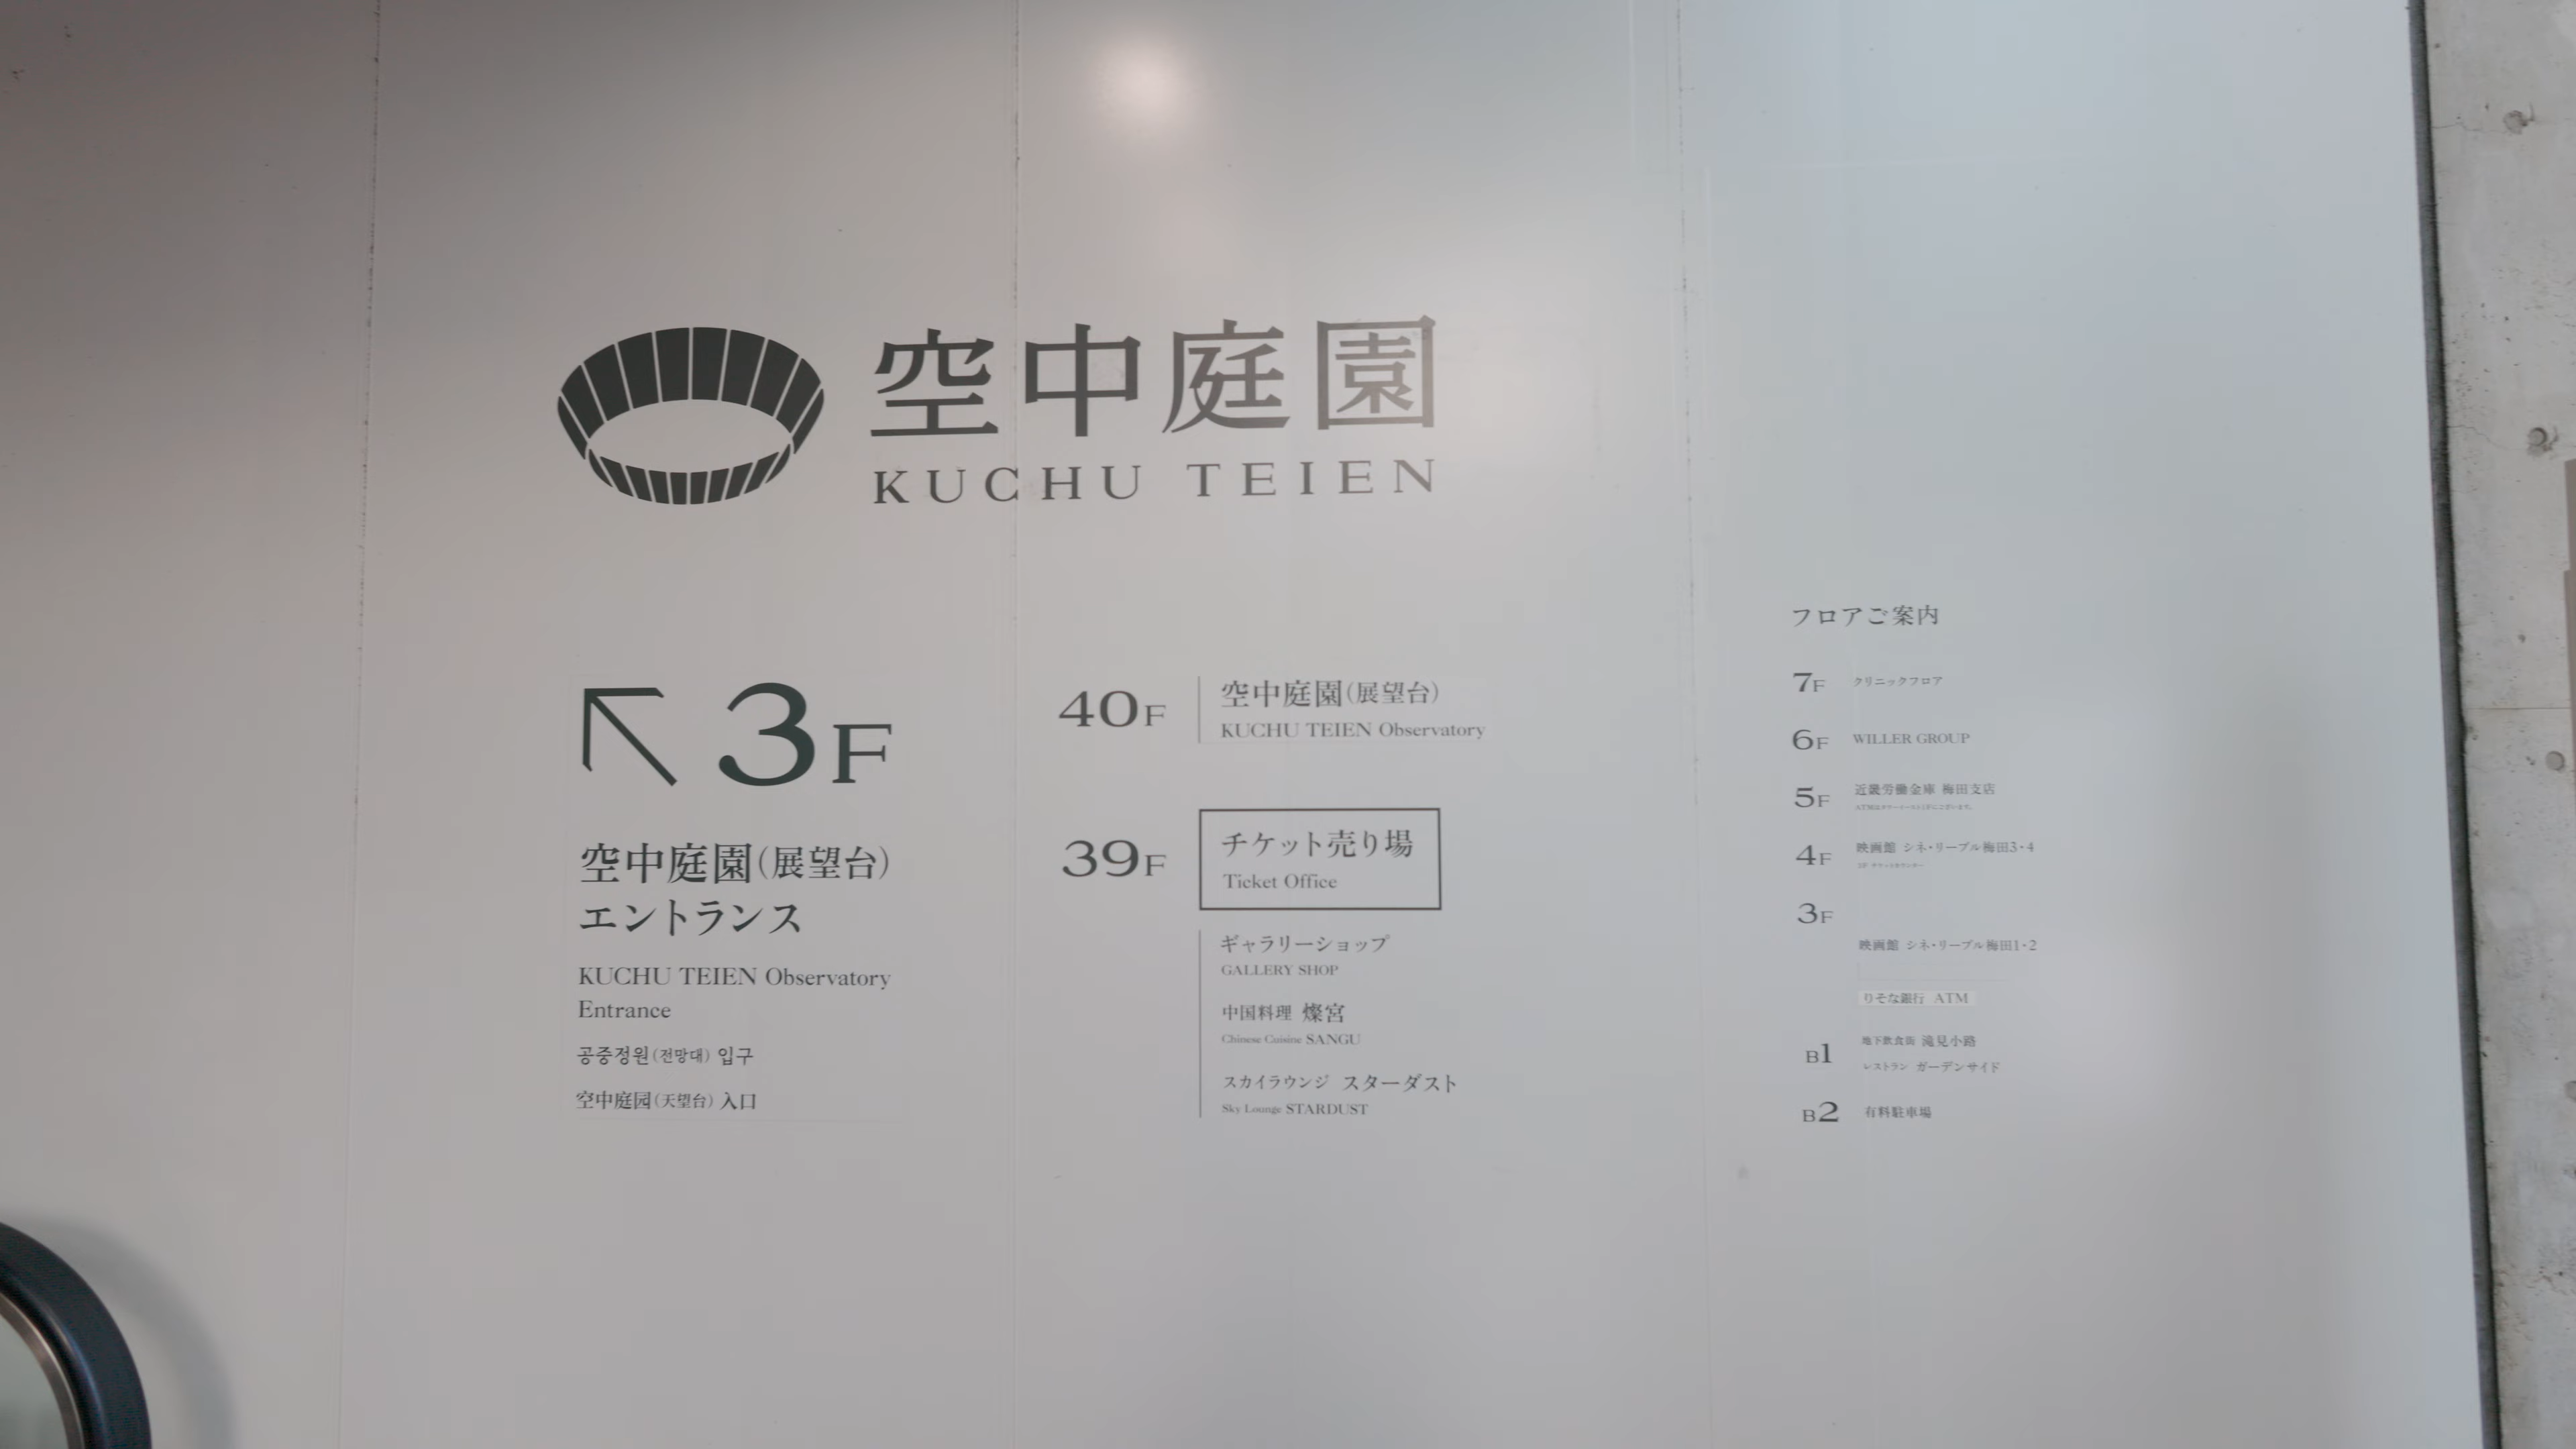 空中庭園
KUCHU TEIEN
3F
空中庭園(展望台)
エントランス
KUCHU TEIEN Observatory
Entrance
공중정원(전망대) 입구
空中庭园(天望台) 入口
40F 空中庭園(展望台)
KUCHU TEIEN Observatory
39F チケット売り場
Ticket Office
ギャラリーショップ
GALLERY SHOP
中国料理 燦宮
Chinese Cuisine SANGU
スカイラウンジ スターダスト
Sky Lounge STARDUST
フロアご案内
7F クリニックフロア
6F WILLER GROUP
5F 近畿労働金庫 梅田支店
4F 映画館 シネ・リーブル梅田3・4
3F
映画館 シネ・リーブル梅田1・2
りそな銀行 ATM
B1 地下飲食街 滝見小路
レストラン ガーデンサイド
B2 有料駐車場